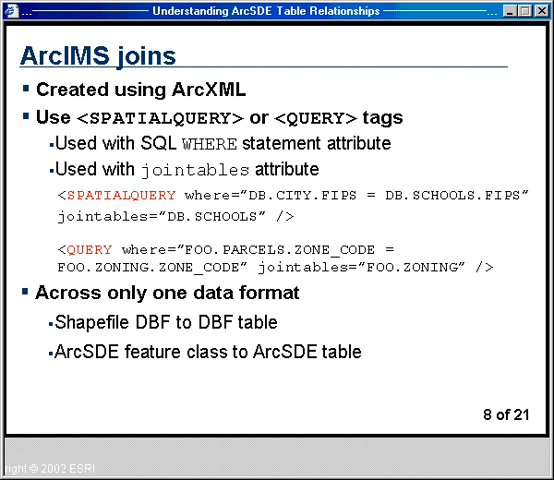 ... Understanding ArcSDE Table Relationships ...
ArcIMS joins
▪ Created using ArcXML
▪ Use <SPATIALQUERY> or <QUERY> tags
▪Used with SQL WHERE statement attribute
▪Used with jointables attribute
<SPATIALQUERY where="DB.CITY.FIPS = DB.SCHOOLS.FIPS"
jointables="DB.SCHOOLS" />
<QUERY where="FOO.PARCELS.ZONE_CODE =
FOO.ZONING.ZONE_CODE" jointables="FOO.ZONING" />
▪ Across only one data format
▪Shapefile DBF to DBF table
▪ArcSDE feature class to ArcSDE table
8 of 21
right © 2002 ESRI